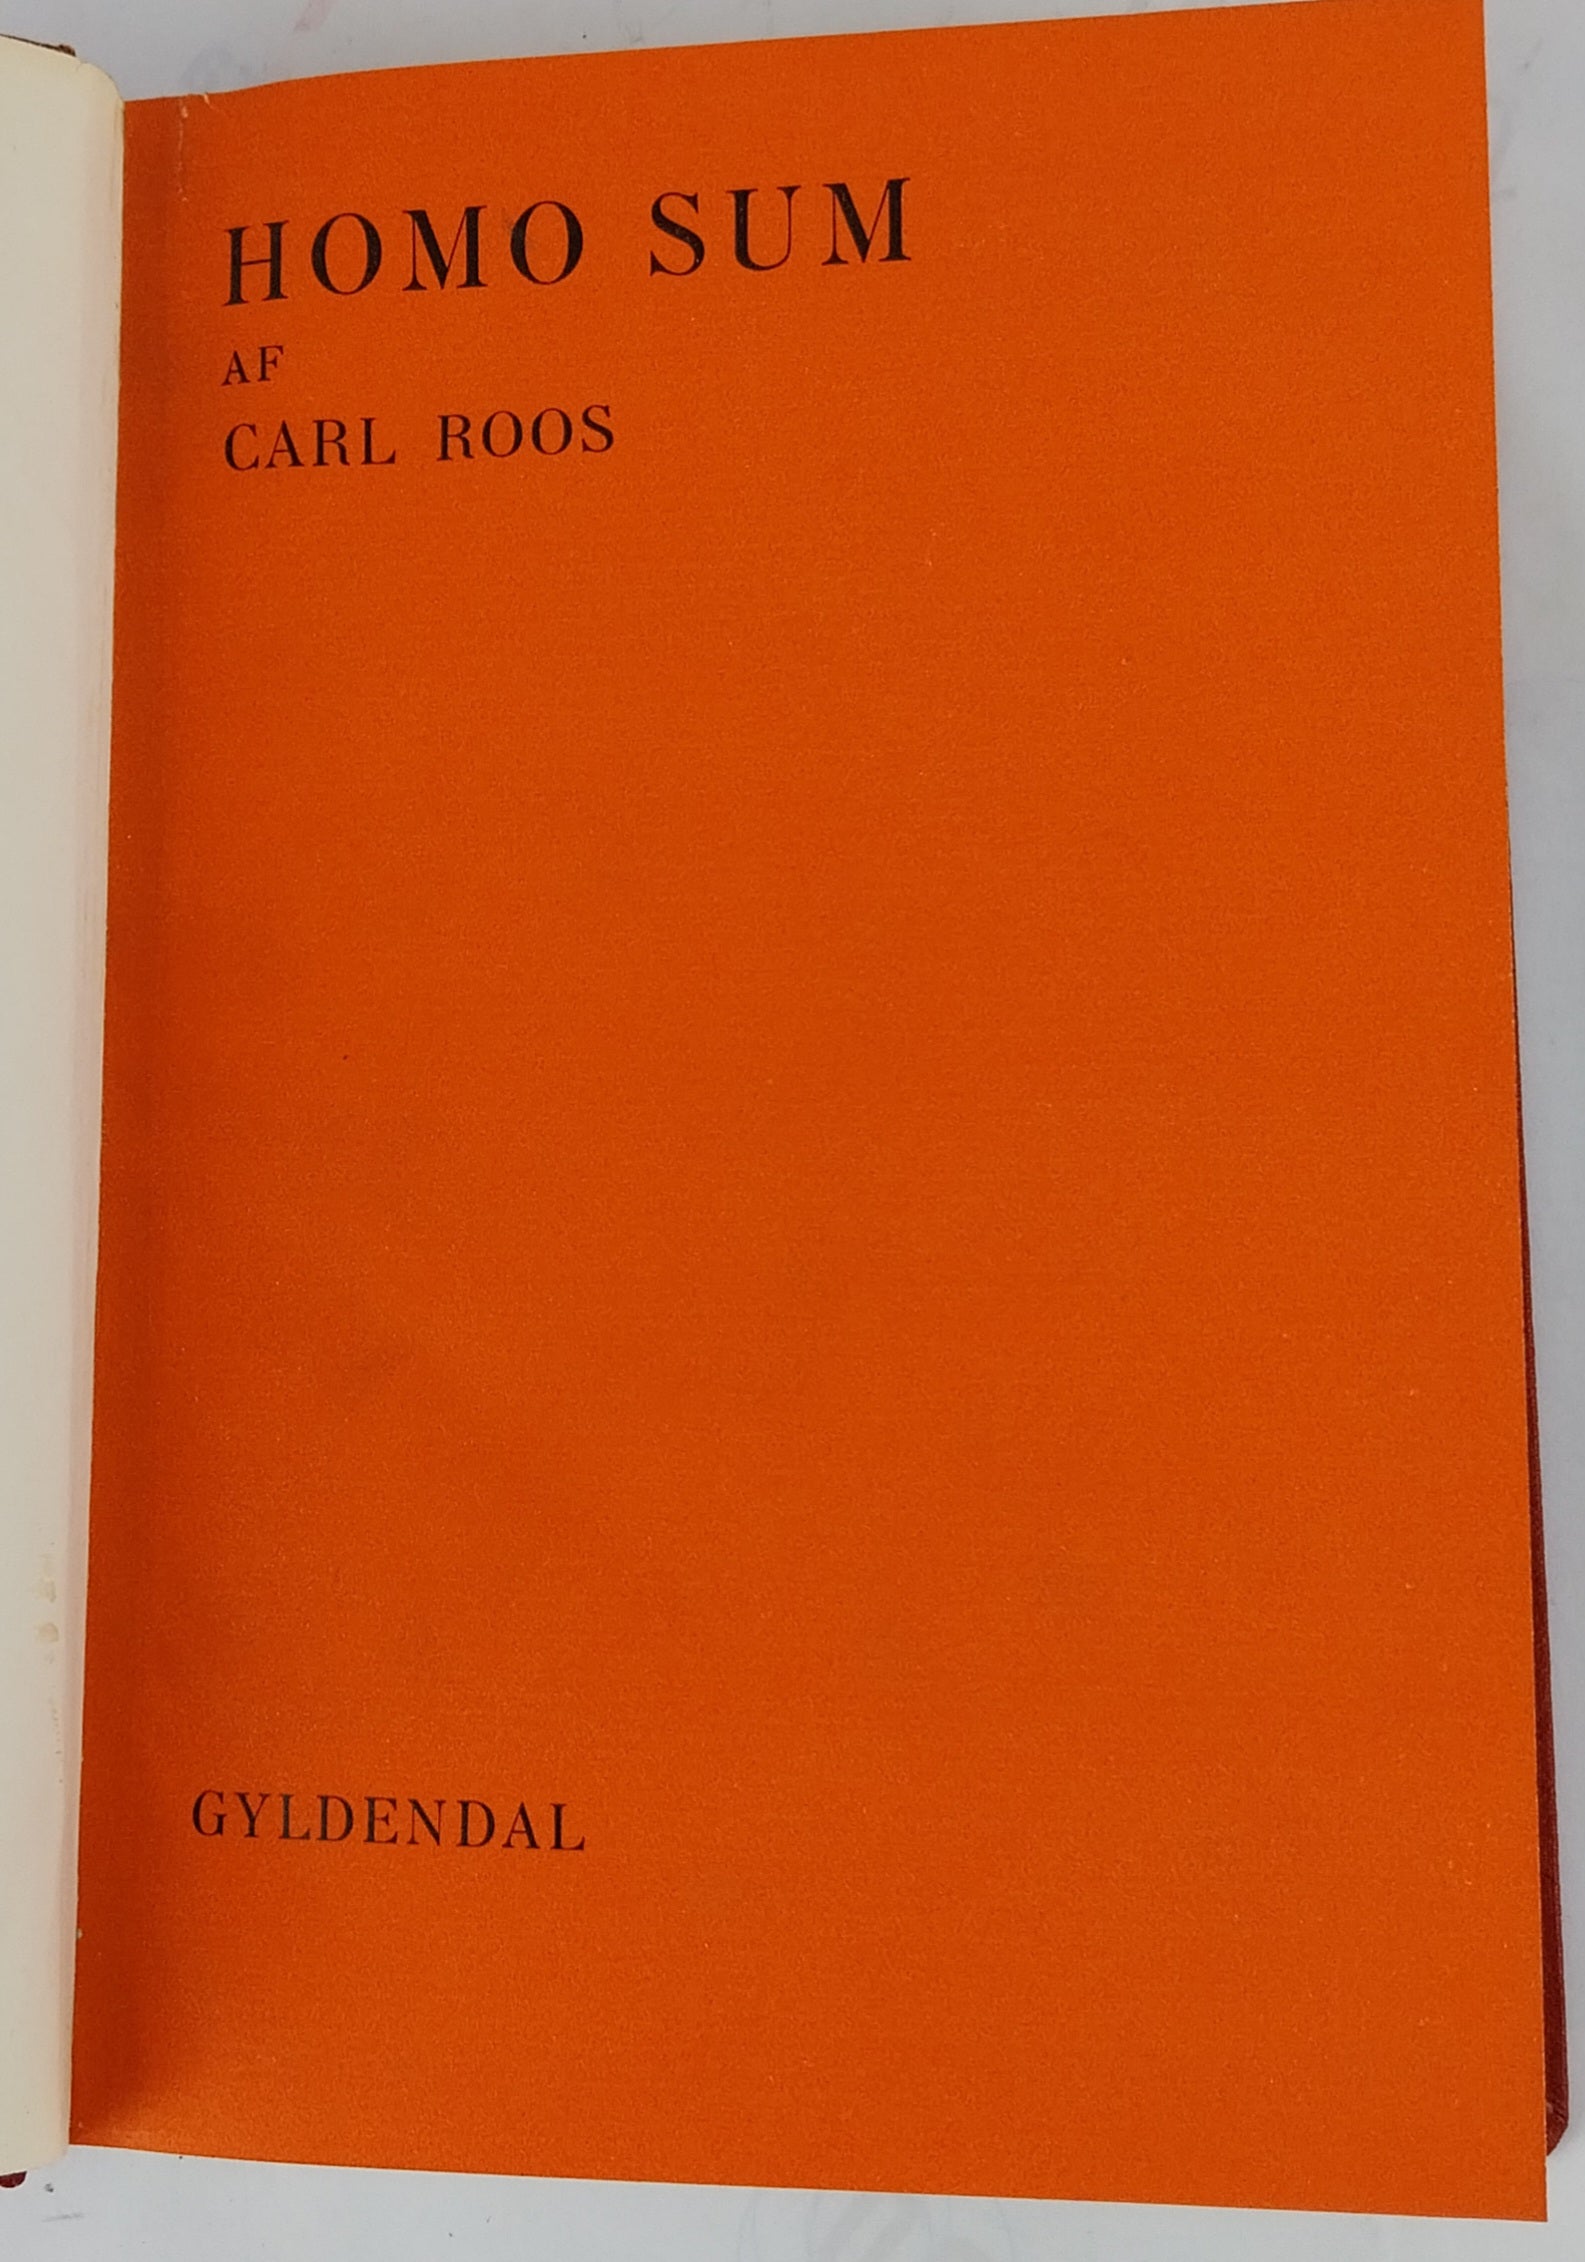 HOMO SUM
AF
CARL ROOS
GYLDENDAL